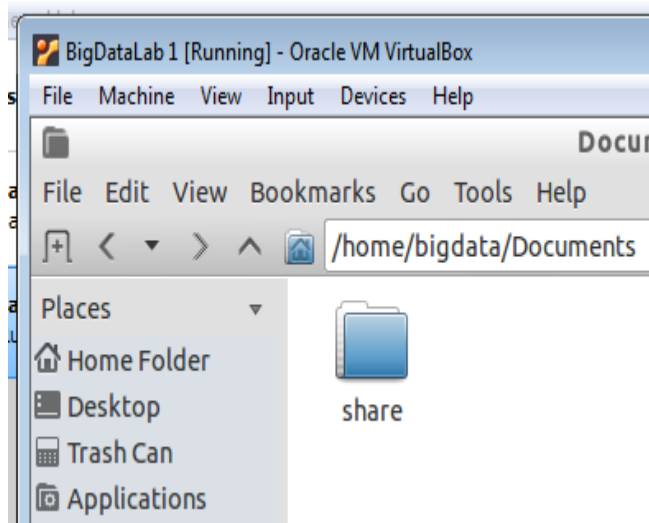 BigDataLab 1 [Running] - Oracle VM VirtualBox
File Machine View Input Devices Help
Docu
File Edit View Bookmarks Go Tools Help
/home/bigdata/Documents
Places
Home Folder
share
Desktop
Trash Can
Applications